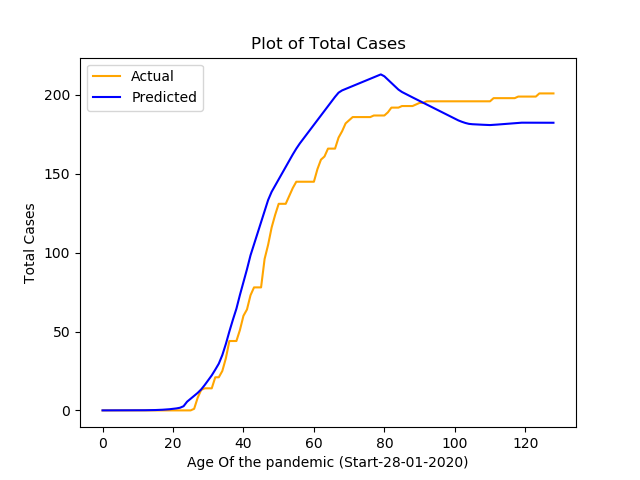 Plot of Total Cases
Actual
Predicted
200
150
100
50
0
Total Cases
0 20 40 60 80 100 120
Age Of the pandemic (Start-28-01-2020)